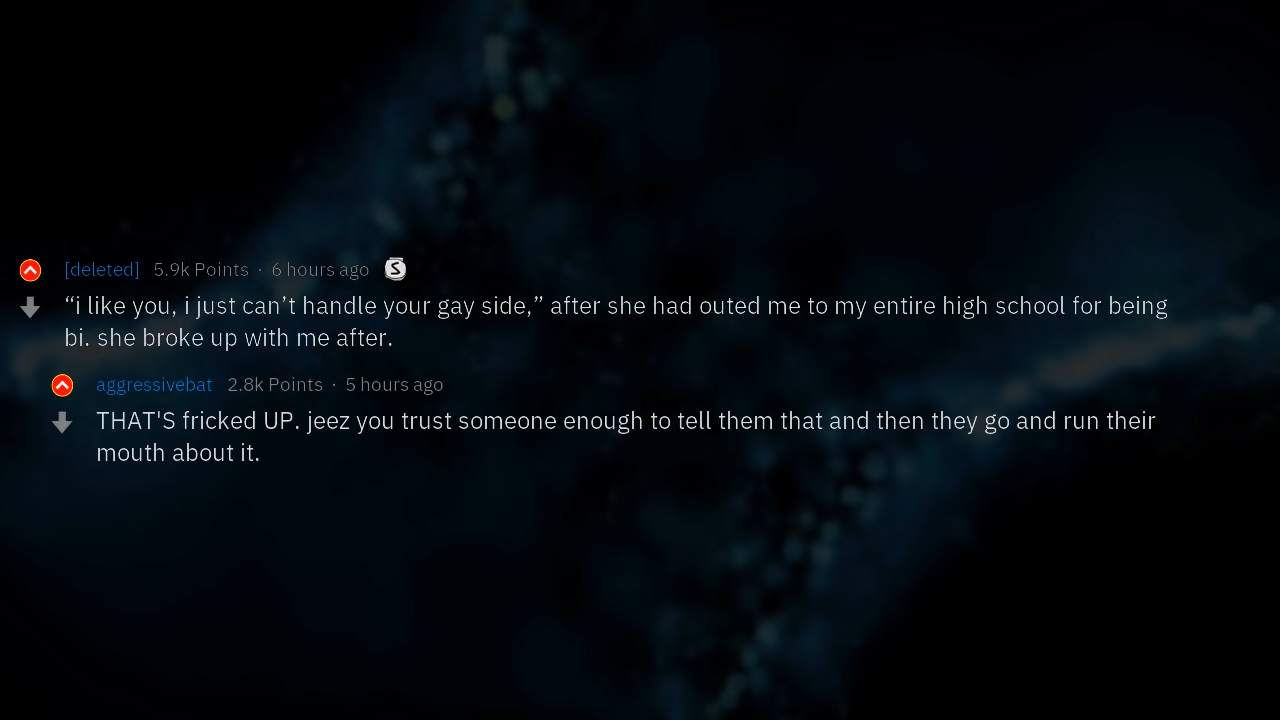 [deleted] 5.9k Points · 6 hours ago S
“i like you, i just can’t handle your gay side,” after she had outed me to my entire high school for being
bi. she broke up with me after.
aggressivebat 2.8k Points · 5 hours ago
THAT'S fricked UP. jeez you trust someone enough to tell them that and then they go and run their
mouth about it.